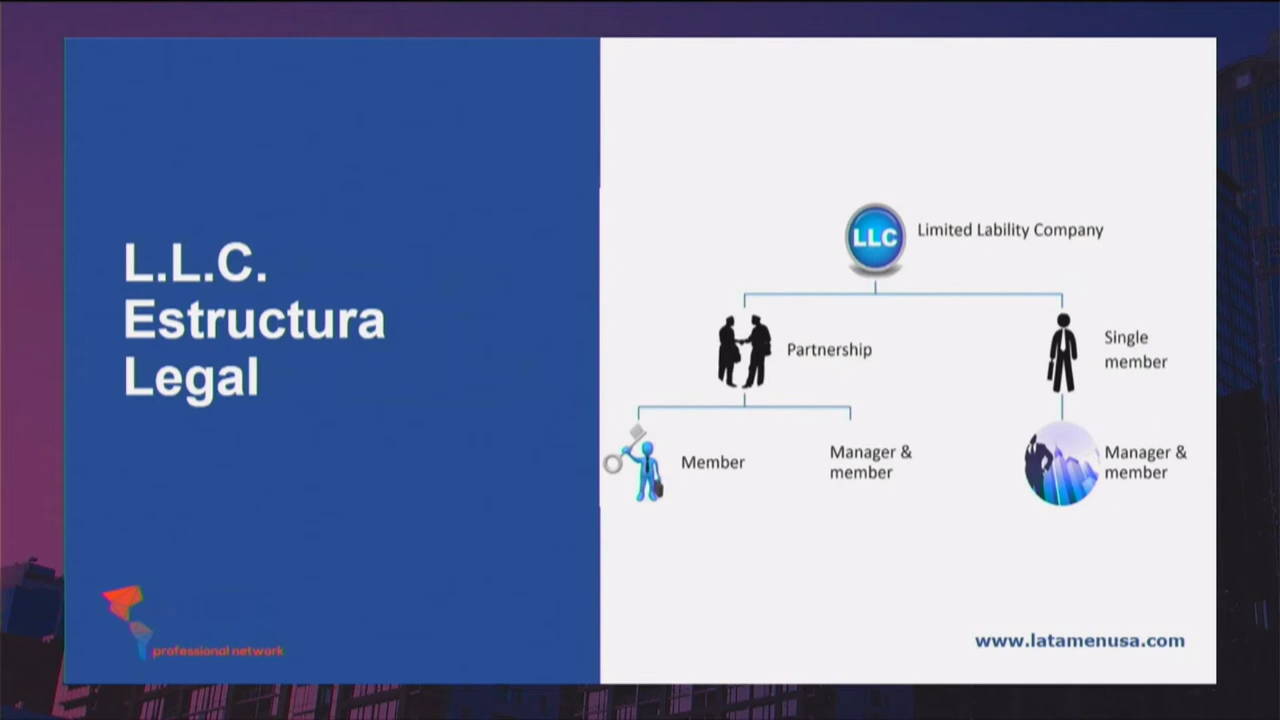 L.L.C.
Estructura
Legal
professional network
LLC
Limited Lability Company
Partnership
Single
member
Member
Manager &
member
Manager &
member
www.latamenusa.com